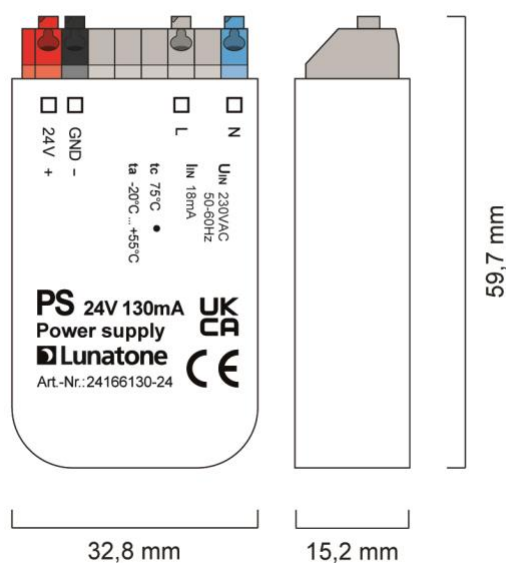 24V +
GND -
L
N
UIN 230VAC
50-60Hz
IIN 18mA
tc 75°C ●
ta -20°C ... +55°C
PS 24V 130mA
Power supply
Lunatone
Art.-Nr.:24166130-24
UK
CA
CE
59,7 mm
32,8 mm
15,2 mm